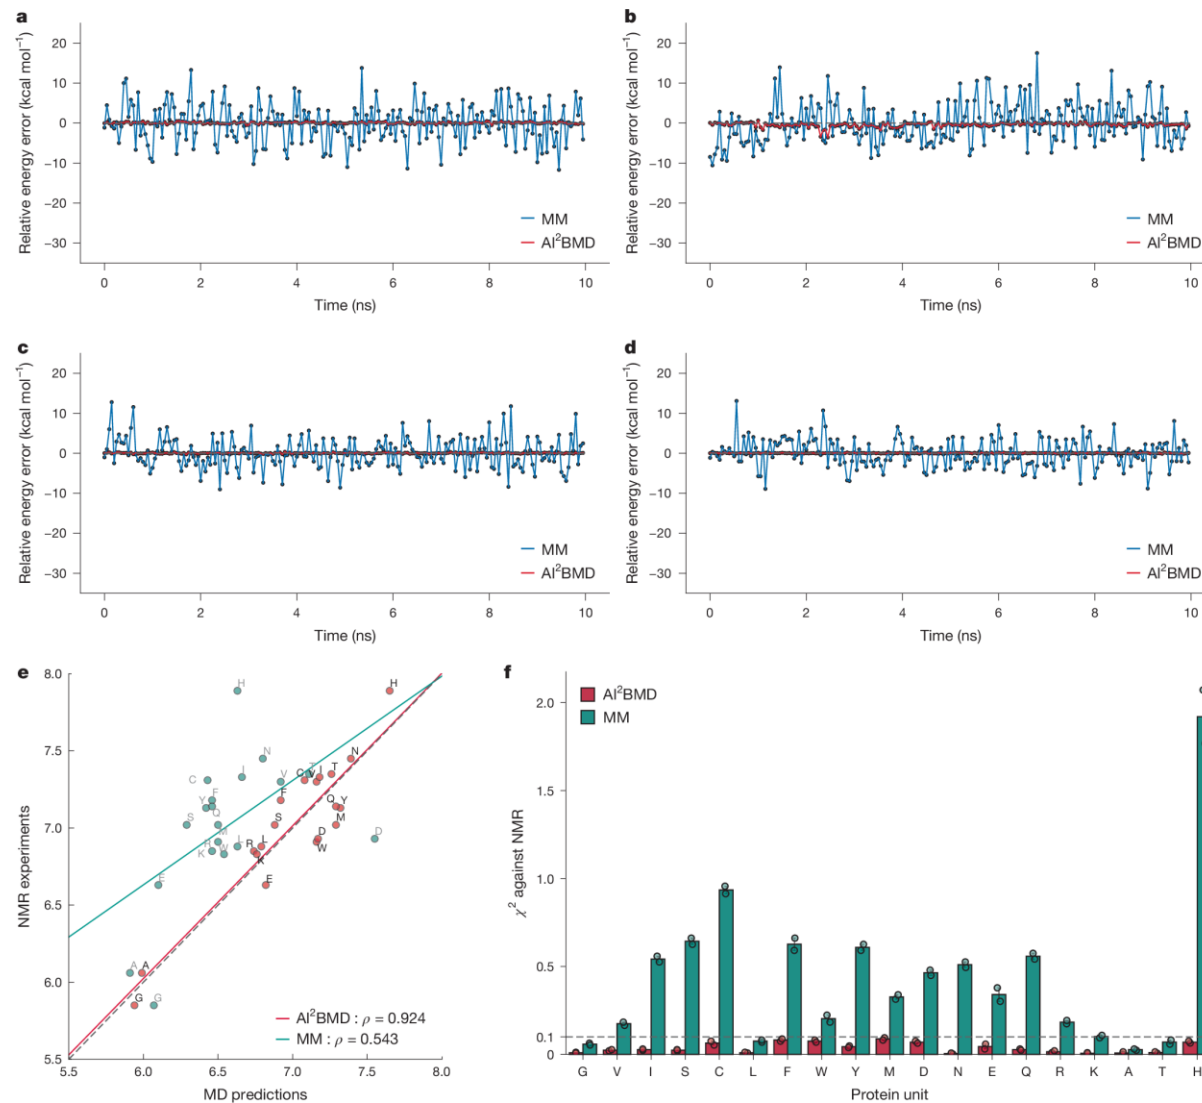 a
Relative energy error (kcal mol⁻¹)
20
10
0
−10
−20
−30
MM
AI²BMD
0 2 4 6 8 10
Time (ns)
b
Relative energy error (kcal mol⁻¹)
20
10
0
−10
−20
−30
MM
AI²BMD
0 2 4 6 8 10
Time (ns)
c
Relative energy error (kcal mol⁻¹)
20
10
0
−10
−20
−30
MM
AI²BMD
0 2 4 6 8 10
Time (ns)
d
Relative energy error (kcal mol⁻¹)
20
10
0
−10
−20
−30
MM
AI²BMD
0 2 4 6 8 10
Time (ns)
e
NMR experiments
8.0
7.5
7.0
6.5
6.0
5.5
H H
N N
C I V T C V I T
Y F Q F Q Y
S M S M
D D
R K L R L K W
E E
A A
G G
AI²BMD : ρ = 0.924
MM : ρ = 0.543
5.5 6.0 6.5 7.0 7.5 8.0
MD predictions
f
AI²BMD
MM
χ² against NMR
2.0
1.5
1.0
0.5
0.1
0
G V I S C L F W Y M D N E Q R K A T H
Protein unit